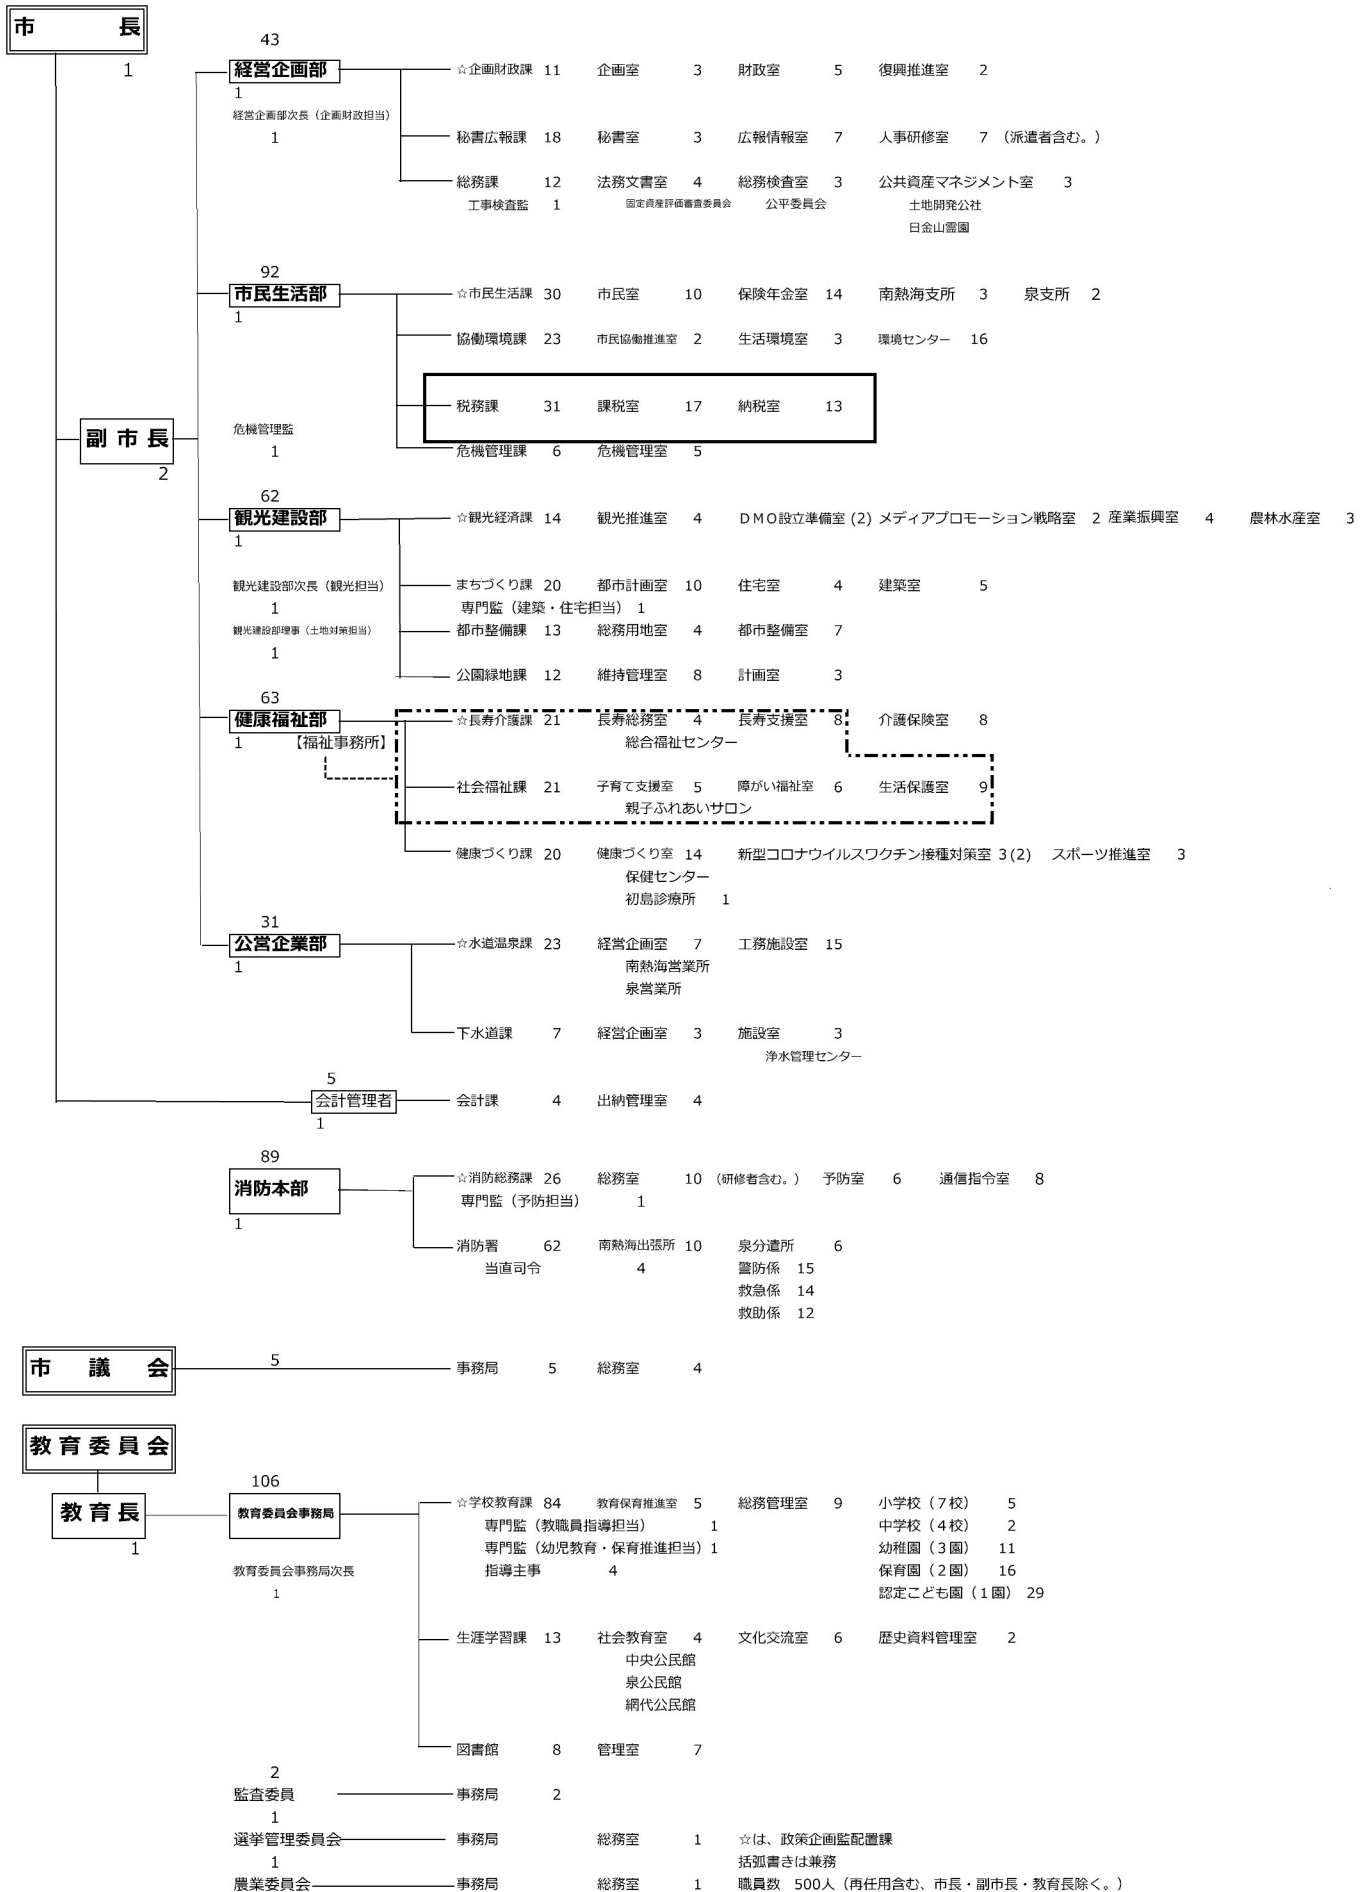 市長
1
43
経営企画部
1
☆企画財政課 11 企画室 3 財政室 5 復興推進室 2
経営企画部次長（企画財政担当）
1
秘書広報課 18 秘書室 3 広報情報室 7 人事研修室 7 （派遣者含む。）
総務課 12 法務文書室 4 総務検査室 3 公共資産マネジメント室 3
工事検査監 1 固定資産評価審査委員会 公平委員会 土地開発公社
日金山霊園
92
市民生活部
1
☆市民生活課 30 市民室 10 保険年金室 14 南熱海支所 3 泉支所 2
協働環境課 23 市民協働推進室 2 生活環境室 3 環境センター 16
税務課 31 課税室 17 納税室 13
副市長
2
危機管理監
1
危機管理課 6 危機管理室 5
62
観光建設部
1
☆観光経済課 14 観光推進室 4 ＤＭＯ設立準備室 (2) メディアプロモーション戦略室 2 産業振興室 4 農林水産室 3
観光建設部次長（観光担当）
1
まちづくり課 20 都市計画室 10 住宅室 4 建築室 5
専門監（建築・住宅担当） 1
観光建設部理事（土地対策担当）
1
都市整備課 13 総務用地室 4 都市整備室 7
公園緑地課 12 維持管理室 8 計画室 3
63
健康福祉部
1
【福祉事務所】
☆長寿介護課 21 長寿総務室 4 長寿支援室 8 介護保険室 8
総合福祉センター
社会福祉課 21 子育て支援室 5 障がい福祉室 6 生活保護室 9
親子ふれあいサロン
健康づくり課 20 健康づくり室 14 新型コロナウイルスワクチン接種対策室 3 (2) スポーツ推進室 3
保健センター
初島診療所 1
31
公営企業部
1
☆水道温泉課 23 経営企画室 7 工務施設室 15
南熱海営業所
泉営業所
下水道課 7 経営企画室 3 施設室 3
浄水管理センター
5
会計管理者
1
会計課 4 出納管理室 4
89
消防本部
1
☆消防総務課 26 総務室 10 （研修者含む。） 予防室 6 通信指令室 8
専門監（予防担当） 1
消防署 62 南熱海出張所 10 泉分遣所 6
当直司令 4 警防係 15
救急係 14
救助係 12
市議会
5
事務局 5 総務室 4
教育委員会
教育長
1
106
教育委員会事務局
教育委員会事務局次長
1
☆学校教育課 84 教育保育推進室 5 総務管理室 9 小学校（７校） 5
専門監（教職員指導担当） 1 中学校（４校） 2
専門監（幼児教育・保育推進担当） 1 幼稚園（３園） 11
指導主事 4 保育園（２園） 16
認定こども園（１園） 29
生涯学習課 13 社会教育室 4 文化交流室 6 歴史資料管理室 2
中央公民館
泉公民館
網代公民館
図書館 8 管理室 7
2
監査委員 事務局 2
1
選挙管理委員会 事務局 総務室 1 ☆は、政策企画監配置課
1 括弧書きは兼務
農業委員会 事務局 総務室 1 職員数 500人（再任用含む、市長・副市長・教育長除く。）